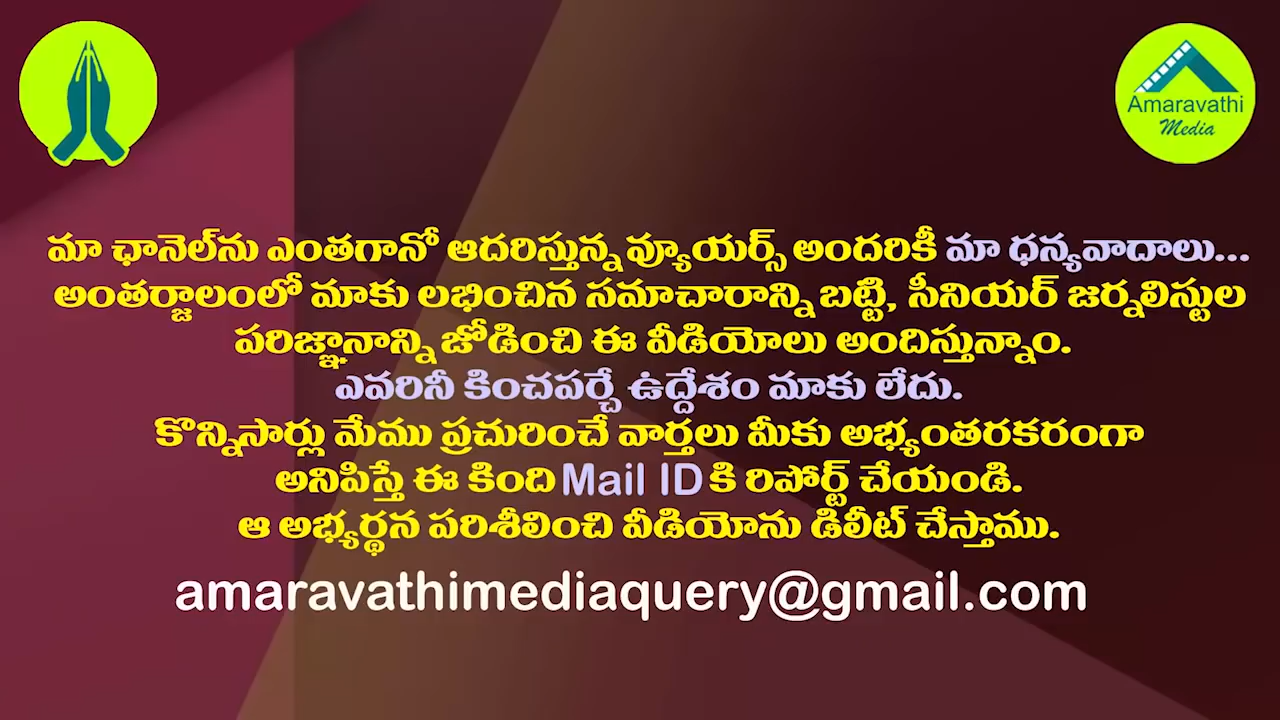 Amaravathi
Media
మా ఛానెల్‌ను ఎంతగానో ఆదరిస్తున్న వ్యూయర్స్ అందరికీ మా ధన్యవాదాలు...
అంతర్జాలంలో మాకు లభించిన సమాచారాన్ని బట్టి, సీనియర్ జర్నలిస్టుల
పరిజ్ఞానాన్ని జోడించి ఈ వీడియోలు అందిస్తున్నాం.
ఎవరినీ కించపర్చే ఉద్దేశం మాకు లేదు.
కొన్నిసార్లు మేము ప్రచురించే వార్తలు మీకు అభ్యంతరకరంగా
అనిపిస్తే ఈ కింది Mail ID కి రిపోర్ట్ చేయండి.
ఆ అభ్యర్థన పరిశీలించి వీడియోను డిలీట్ చేస్తాము.
amaravathimediaquery@gmail.com